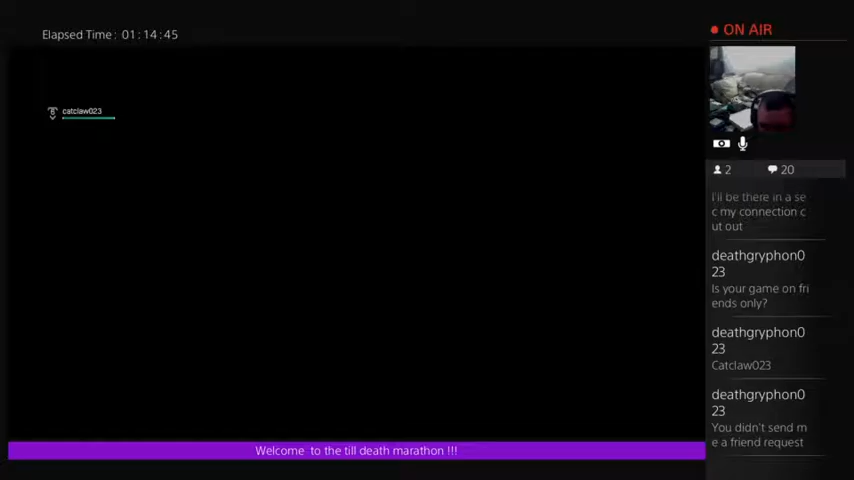 Elapsed Time: 01:14:45
ON AIR
6
catclaw023
2
20
I'll be there in a se
c my connection c
ut out
deathgryphon0
23
Is your game on fri
ends only?
deathgryphon0
23
Catclaw023
deathgryphon0
23
You didn't send m
e a friend request
Welcome to the till death marathon !!!